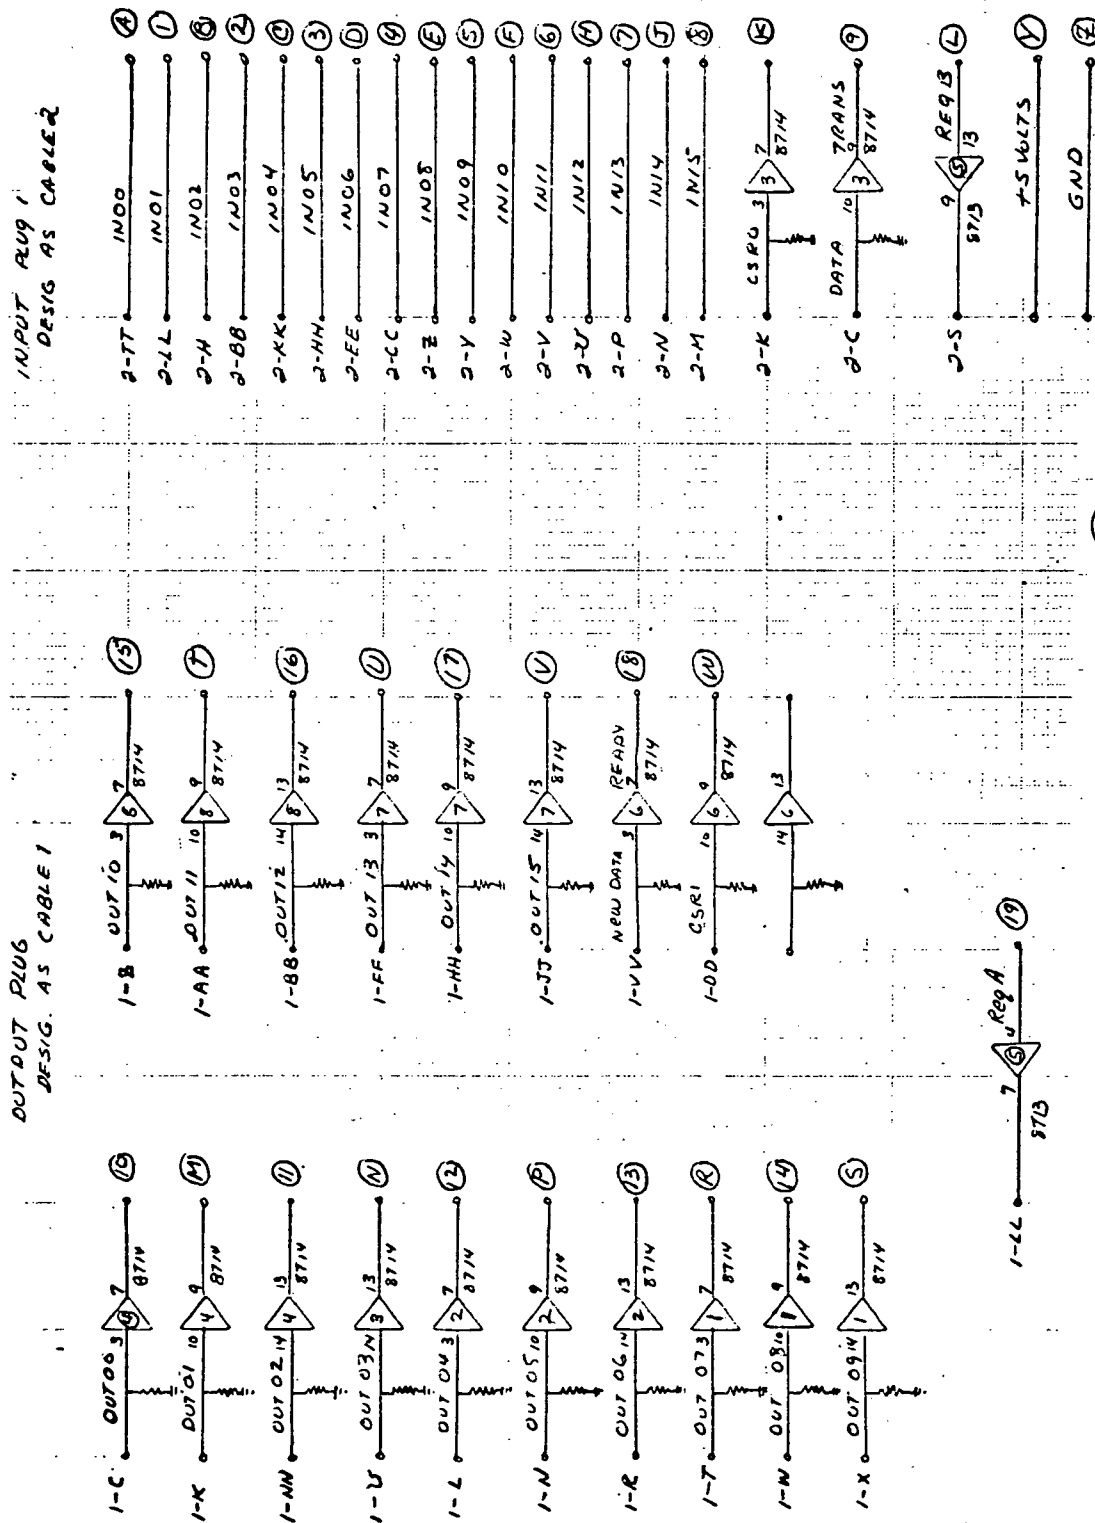 OUTPUT PLUG
DESIG. AS CABLE 1
1-C OUT 00 3 4 7 8714 10
1-K OUT 01 10 4 9 8714 M
1-NN OUT 02 14 4 13 8714 11
1-U OUT 03 14 3 13 8714 N
1-L OUT 04 3 2 7 8714 12
1-N OUT 05 10 2 9 8714 P
1-R OUT 06 14 2 13 8714 13
1-T OUT 07 3 1 7 8714 R
1-W OUT 08 10 1 9 8714 14
1-X OUT 09 14 1 13 8714 S
OUT 10 3 8 7 8714 15
1-AA OUT 11 10 8 9 8714 T
1-BB OUT 12 14 8 13 8714 16
1-FF OUT 13 3 7 7 8714 U
1-HH OUT 14 10 7 9 8714 17
1-JJ OUT 15 14 7 13 8714 V
1-VV NEW DATA 3 6 READY 7 8714 18
1-DD CSR1 10 6 9 8714 W
14 6 13
1-LL 7 8713 5 Req A 19
INPUT PLUG 1
DESIG AS CABLE 2
2-TT IN00 A
2-LL IN01 1
2-H IN02 B
2-BB IN03 2
2-KK IN04 C
2-HH IN05 3
2-EE IN06 D
2-CC IN07 4
2-Z IN08 E
2-Y IN09 5
2-W IN10 F
2-V IN11 6
2-U IN12 H
2-P IN13 7
2-N IN14 J
2-M IN15 8
2-K CSR0 3 3 7 8714 K
2-C DATA 10 3 TRANS 9 8714 9
2-S 9 8713 5 REQ B 13 L
+5 VOLTS Y
GND Z